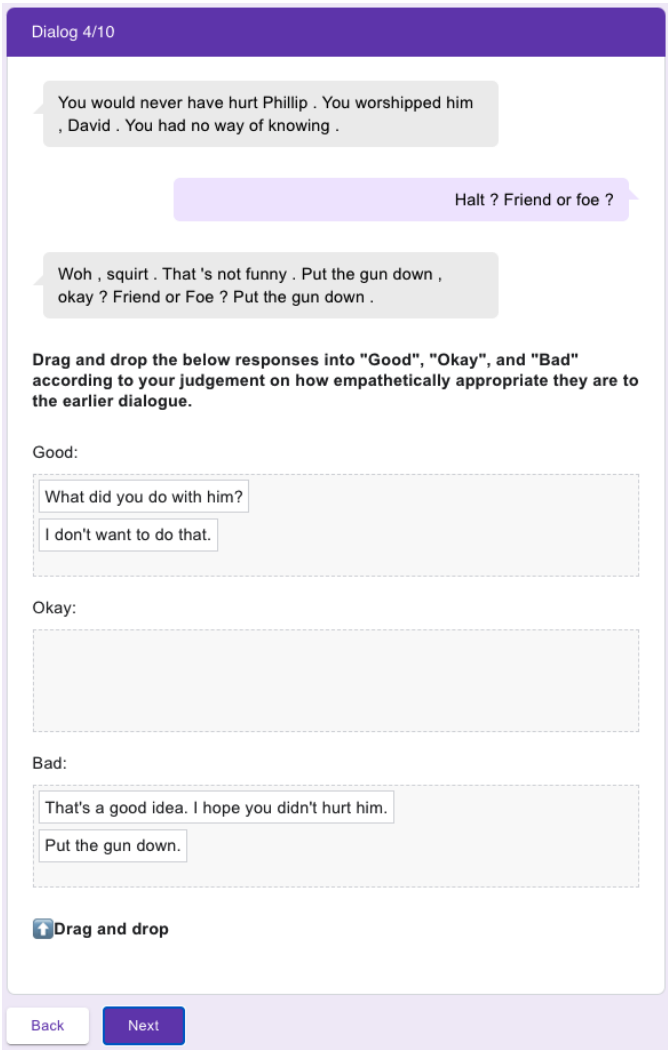 Dialog 4/10
You would never have hurt Phillip . You worshipped him
, David . You had no way of knowing .
Halt ? Friend or foe ?
Woh , squirt . That 's not funny . Put the gun down ,
okay ? Friend or Foe ? Put the gun down .
Drag and drop the below responses into "Good", "Okay", and "Bad"
according to your judgement on how empathetically appropriate they are to
the earlier dialogue.
Good:
What did you do with him?
I don't want to do that.
Okay:
Bad:
That's a good idea. I hope you didn't hurt him.
Put the gun down.
⬆️Drag and drop
Back
Next